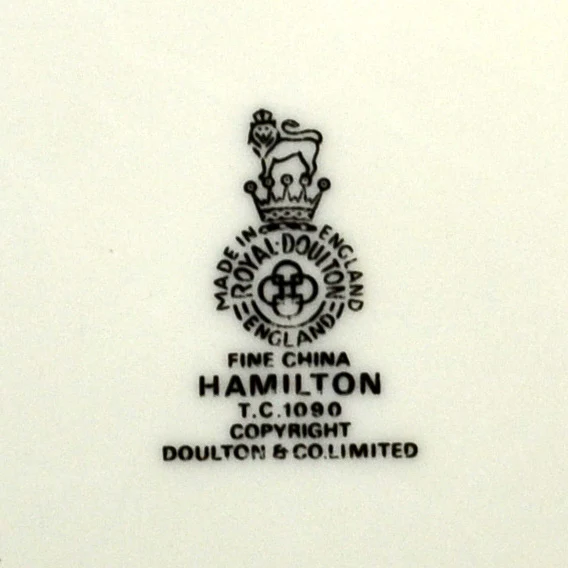 MADE IN ENGLAND
ROYAL·DOULTON
ENGLAND
FINE CHINA
HAMILTON
T.C.1090
COPYRIGHT
DOULTON & CO.LIMITED